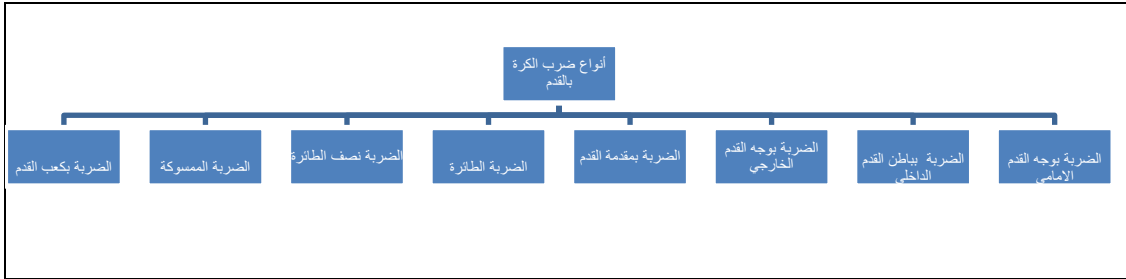 أنواع ضرب الكرة
بالقدم
الضربة بوجه القدم
الامامي
الضربة بباطن القدم
الداخلي
الضربة بوجه القدم
الخارجي
الضربة بمقدمة القدم
الضربة الطائرة
الضربة نصف الطائرة
الضربة الممسوكة
الضربة بكعب القدم